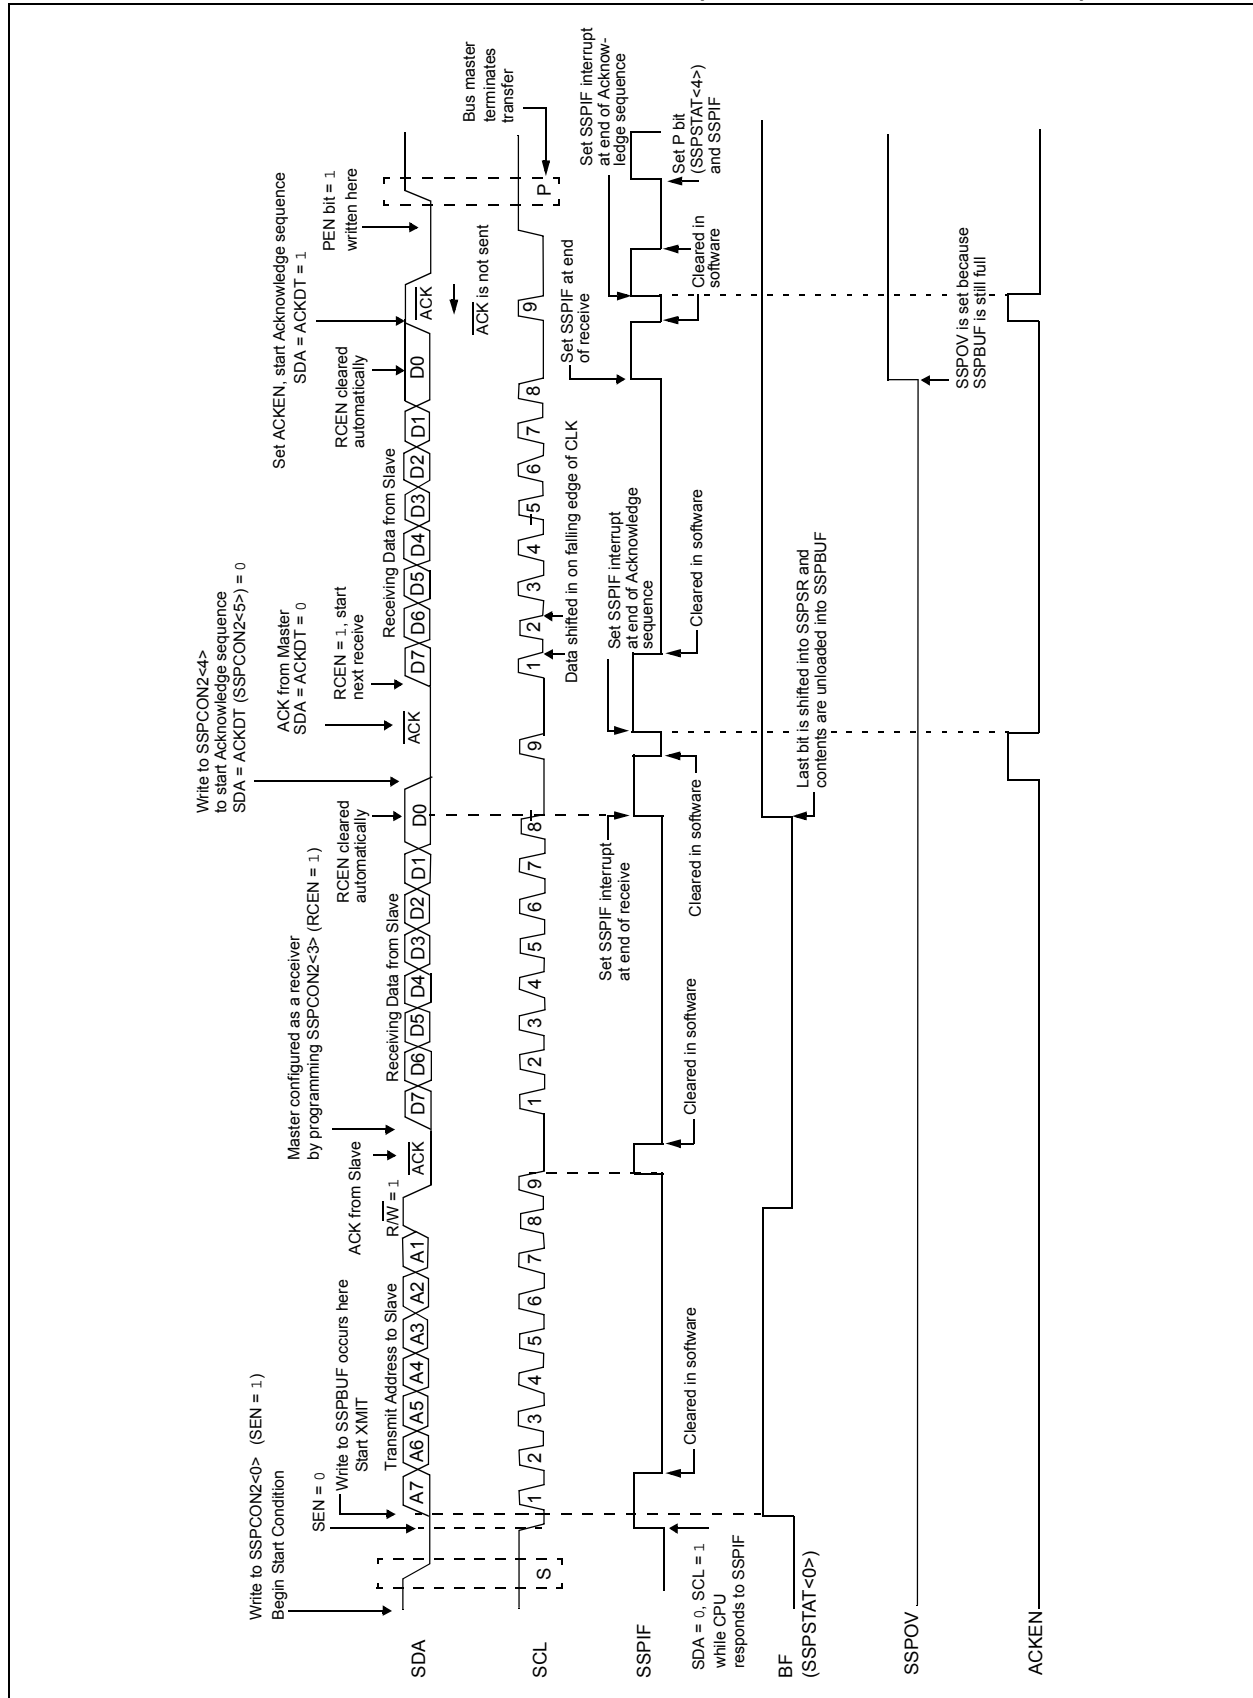 Write to SSPCON2<0> (SEN = 1)
Begin Start Condition
SEN = 0
Write to SSPBUF occurs here
Start XMIT
Transmit Address to Slave
ACK from Slave
R/W = 1
Master configured as a receiver
by programming SSPCON2<3> (RCEN = 1)
Receiving Data from Slave
RCEN cleared
automatically
Write to SSPCON2<4>
to start Acknowledge sequence
SDA = ACKDT (SSPCON2<5>) = 0
ACK from Master
SDA = ACKDT = 0
RCEN = 1, start
next receive
Receiving Data from Slave
RCEN cleared
automatically
Set ACKEN, start Acknowledge sequence
SDA = ACKDT = 1
PEN bit = 1
written here
Bus master
terminates
transfer
SDA
A7 A6 A5 A4 A3 A2 A1 ACK D7 D6 D5 D4 D3 D2 D1 D0 ACK D7 D6 D5 D4 D3 D2 D1 D0 ACK
ACK is not sent
SCL
S 1 2 3 4 5 6 7 8 9 1 2 3 4 5 6 7 8 9 1 2 3 4 5 6 7 8 9 P
Data shifted in on falling edge of CLK
SSPIF
SDA = 0, SCL = 1
while CPU
responds to SSPIF
Cleared in software
Cleared in software
Set SSPIF interrupt
at end of receive
Cleared in software
Set SSPIF interrupt
at end of Acknowledge
sequence
Cleared in software
Set SSPIF at end
of receive
Cleared in
software
Set SSPIF interrupt
at end of Acknow-
ledge sequence
Set P bit
(SSPSTAT<4>)
and SSPIF
BF
(SSPSTAT<0>)
Last bit is shifted into SSPSR and
contents are unloaded into SSPBUF
SSPOV
SSPOV is set because
SSPBUF is still full
ACKEN